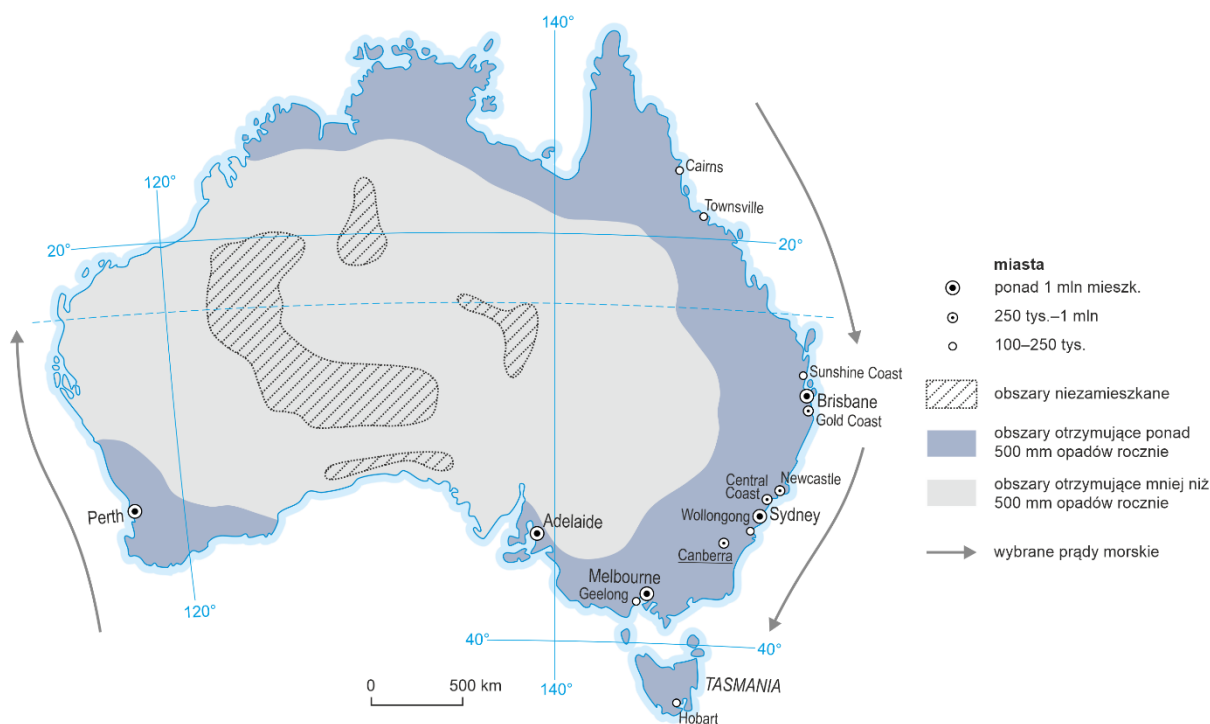 140°
120°
Cairns
Townsville
20°
20°
Sunshine Coast
Brisbane
Gold Coast
Central
Coast
Newcastle
Perth
Adelaide
Wollongong
Sydney
Canberra
Melbourne
Geelong
120°
40°
40°
140°
TASMANIA
Hobart
0
500 km
miasta
ponad 1 mln mieszk.
250 tys.–1 mln
100–250 tys.
obszary niezamieszkane
obszary otrzymujące ponad
500 mm opadów rocznie
obszary otrzymujące mniej niż
500 mm opadów rocznie
wybrane prądy morskie